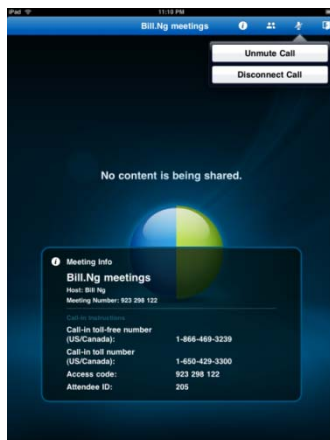 iPad 11:10 PM
Bill.Ng meetings
Unmute Call
Disconnect Call
No content is being shared.
Meeting Info
Bill.Ng meetings
Host: Bill Ng
Meeting Number: 923 298 122
Call-in instructions
Call-in toll-free number
(US/Canada): 1-866-469-3239
Call-in toll number
(US/Canada): 1-650-429-3300
Access code: 923 298 122
Attendee ID: 205